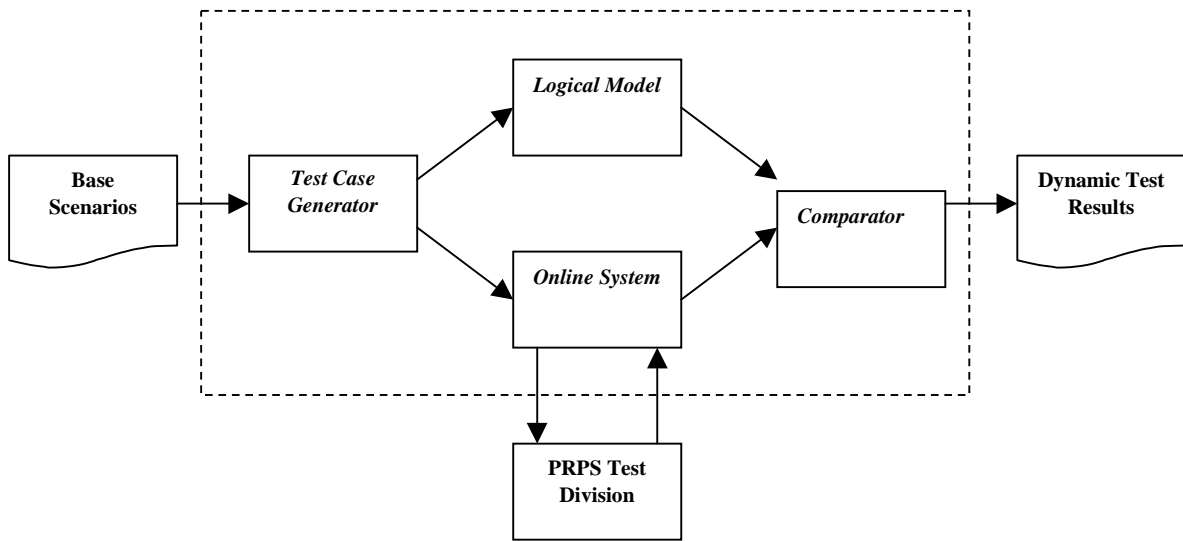 Logical Model
Base
Scenarios
Test Case
Generator
Dynamic Test
Results
Comparator
Online System
PRPS Test
Division